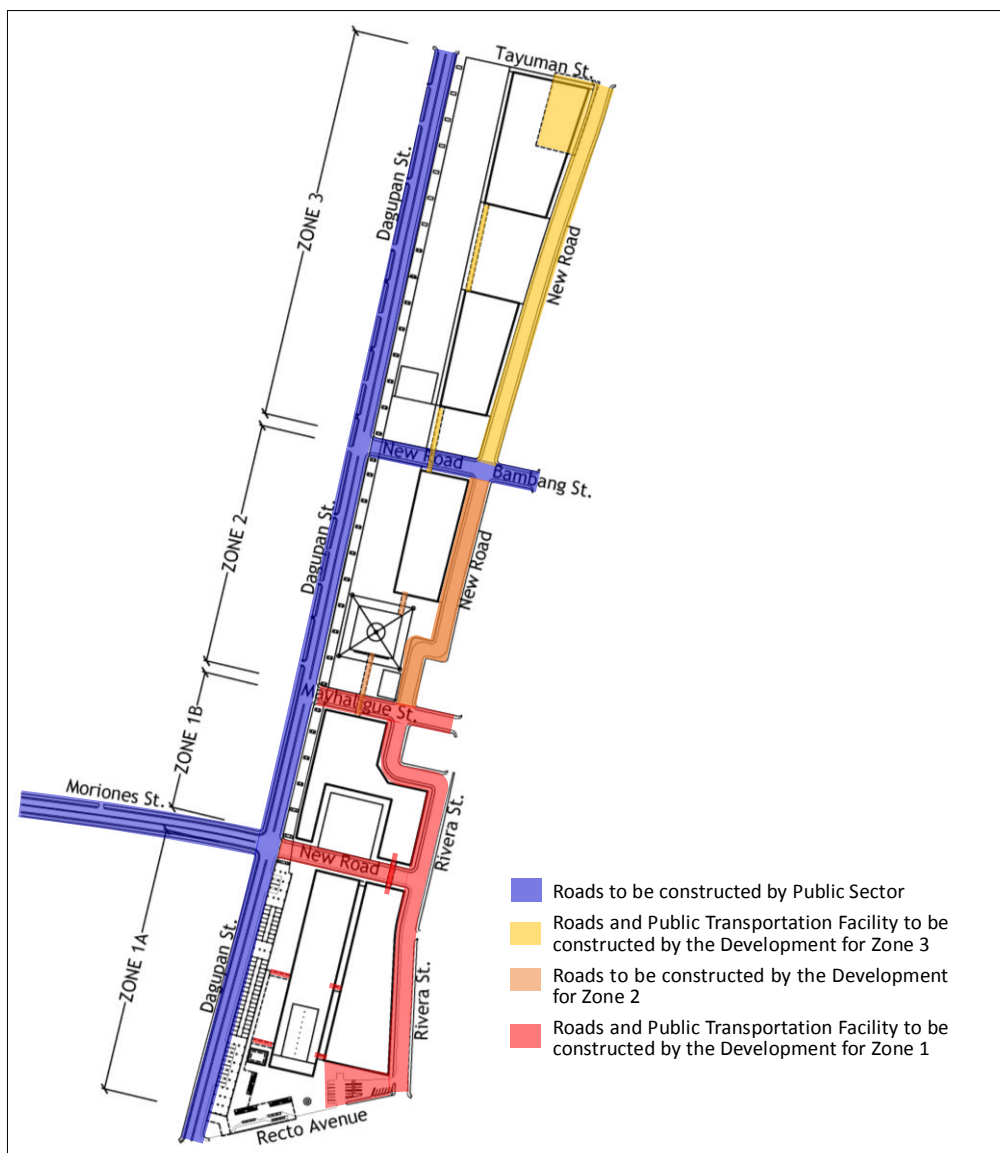 Tayuman St.
Dagupan St.
ZONE 3
New Road
New Road
Bambang St.
Dagupan St.
ZONE 2
New Road
Mayhaligue St.
ZONE 1B
Moriones St.
Rivera St.
New Road
ZONE 1A
Dagupan St.
Rivera St.
Recto Avenue
Roads to be constructed by Public Sector
Roads and Public Transportation Facility to be
constructed by the Development for Zone 3
Roads to be constructed by the Development
for Zone 2
Roads and Public Transportation Facility to be
constructed by the Development for Zone 1